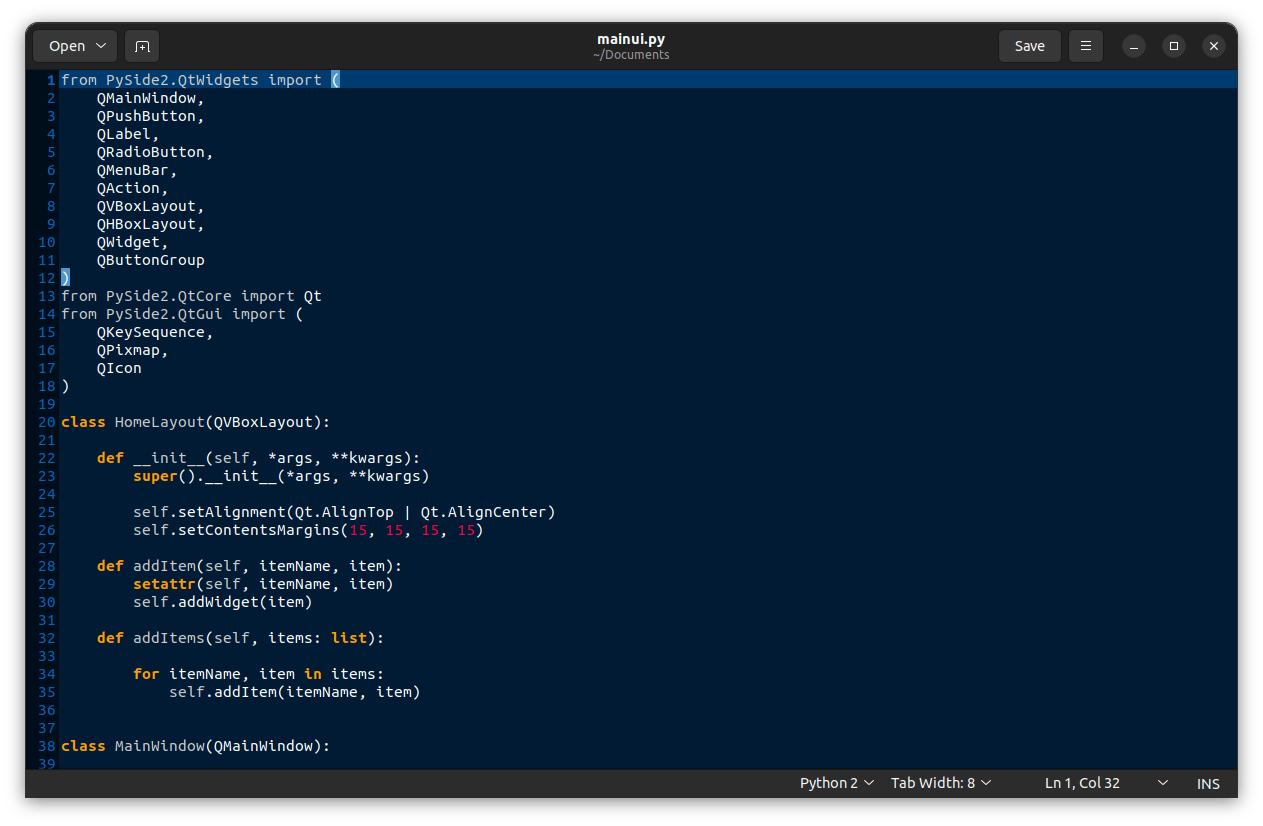 Open
mainui.py
~/Documents
Save
1 from PySide2.QtWidgets import (
2     QMainWindow,
3     QPushButton,
4     QLabel,
5     QRadioButton,
6     QMenuBar,
7     QAction,
8     QVBoxLayout,
9     QHBoxLayout,
10     QWidget,
11     QButtonGroup
12 )
13 from PySide2.QtCore import Qt
14 from PySide2.QtGui import (
15     QKeySequence,
16     QPixmap,
17     QIcon
18 )
19
20 class HomeLayout(QVBoxLayout):
21
22     def __init__(self, *args, **kwargs):
23         super().__init__(*args, **kwargs)
24
25         self.setAlignment(Qt.AlignTop | Qt.AlignCenter)
26         self.setContentsMargins(15, 15, 15, 15)
27
28     def addItem(self, itemName, item):
29         setattr(self, itemName, item)
30         self.addWidget(item)
31
32     def addItems(self, items: list):
33
34         for itemName, item in items:
35             self.addItem(itemName, item)
36
37
38 class MainWindow(QMainWindow):
39
Python 2 Tab Width: 8 Ln 1, Col 32 INS